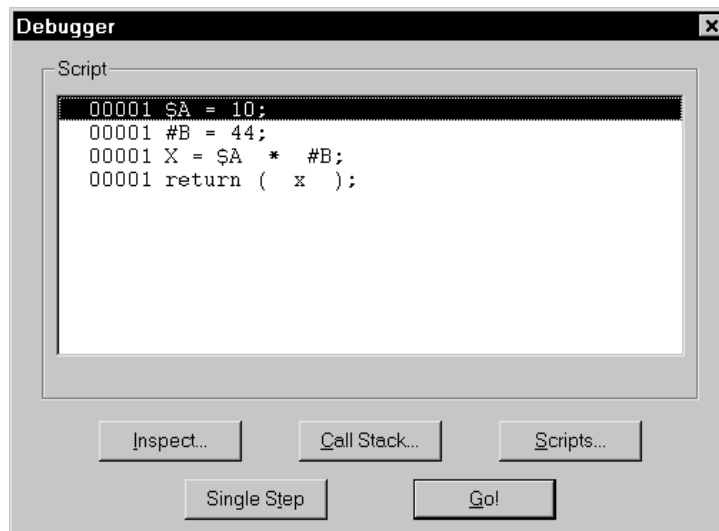 Debugger
Script
00001 $A = 10;
00001 #B = 44;
00001 X = $A * #B;
00001 return ( x );
Inspect... Call Stack... Scripts...
Single Step Go!